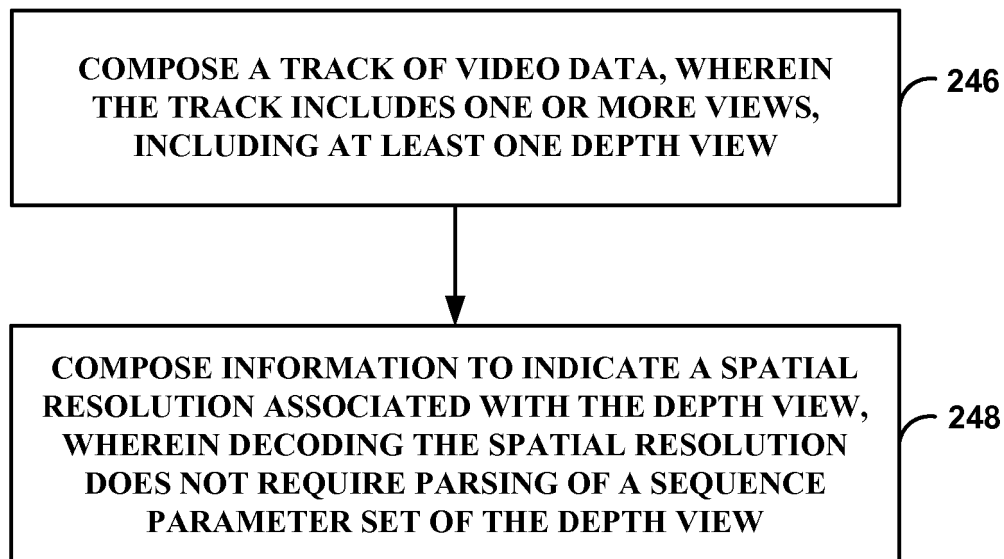 COMPOSE A TRACK OF VIDEO DATA, WHEREIN
THE TRACK INCLUDES ONE OR MORE VIEWS,
INCLUDING AT LEAST ONE DEPTH VIEW
246
COMPOSE INFORMATION TO INDICATE A SPATIAL
RESOLUTION ASSOCIATED WITH THE DEPTH VIEW,
WHEREIN DECODING THE SPATIAL RESOLUTION
DOES NOT REQUIRE PARSING OF A SEQUENCE
PARAMETER SET OF THE DEPTH VIEW
248